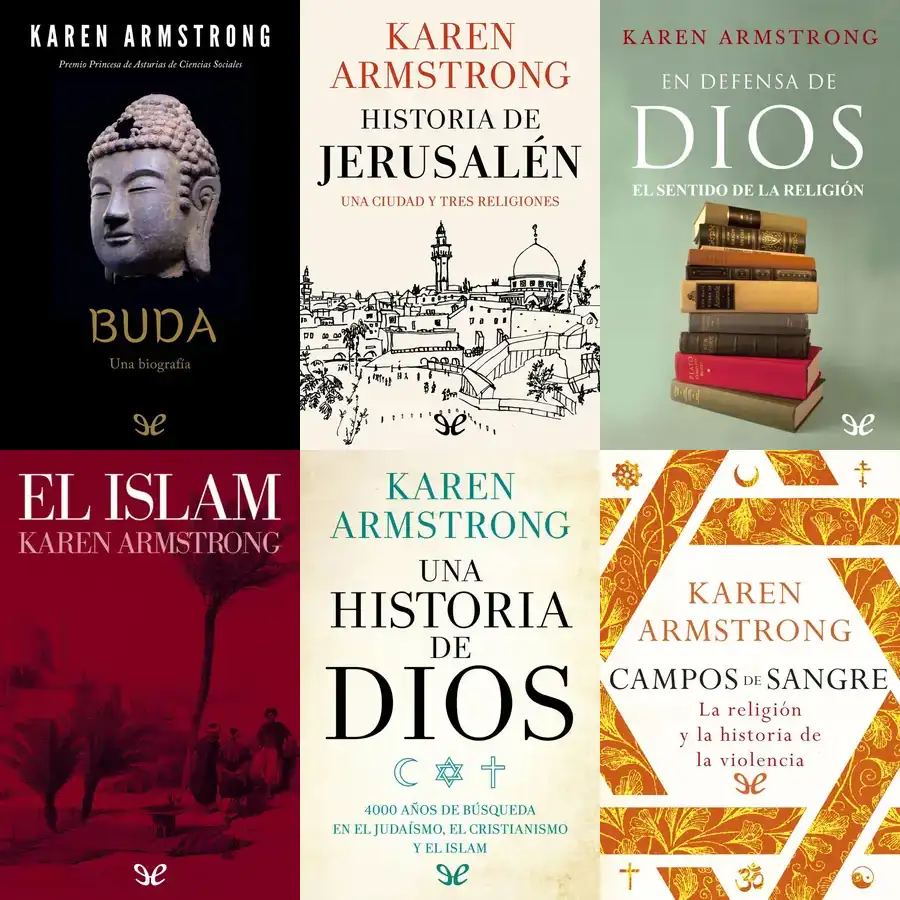 KAREN ARMSTRONG
Premio Princesa de Asturias de Ciencias Sociales
BUDA
Una biografía
KAREN
ARMSTRONG
HISTORIA DE
JERUSALÉN
UNA CIUDAD Y TRES RELIGIONES
KAREN ARMSTRONG
EN DEFENSA DE
DIOS
EL SENTIDO DE LA RELIGIÓN
PLATO
EL ISLAM
KAREN ARMSTRONG
KAREN
ARMSTRONG
UNA
HISTORIA
DE
DIOS
4000 AÑOS DE BÚSQUEDA
EN EL JUDAÍSMO, EL CRISTIANISMO
Y EL ISLAM
KAREN
ARMSTRONG
CAMPOS DE SANGRE
La religión
y la historia de
la violencia
ॐ